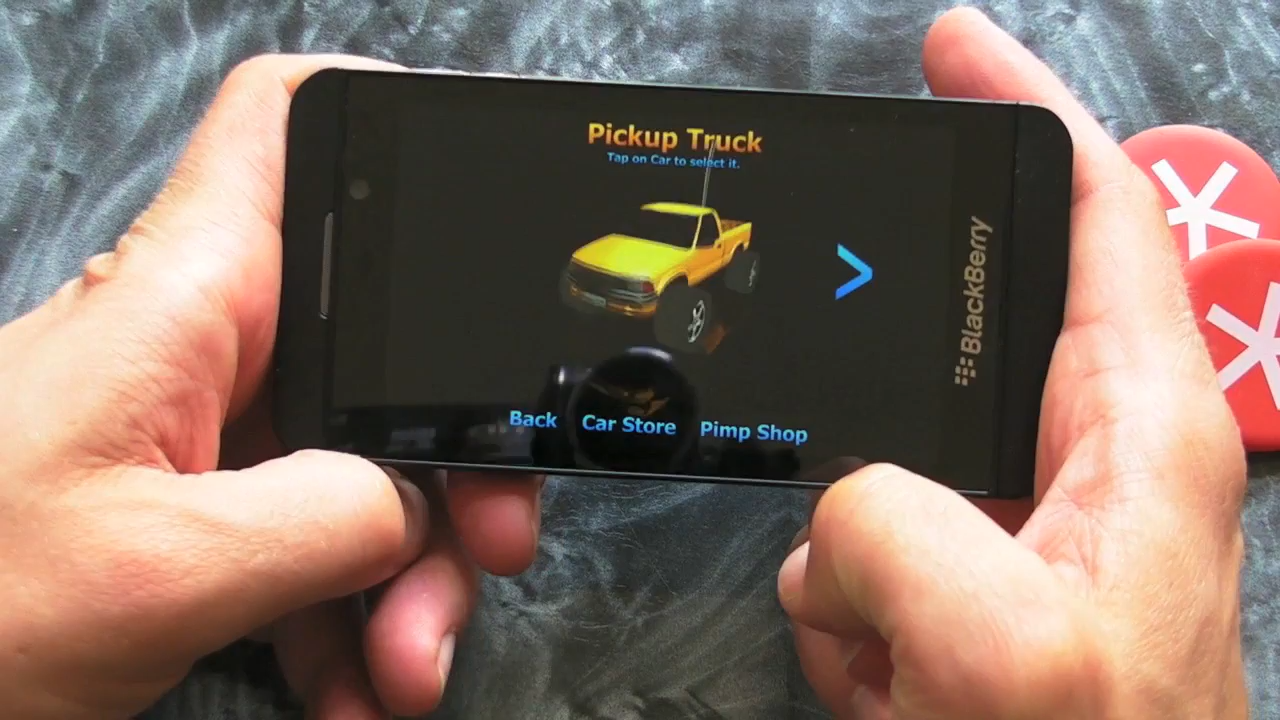 Pickup Truck
Tap on Car to select it.
>
BlackBerry
Back Car Store Pimp Shop